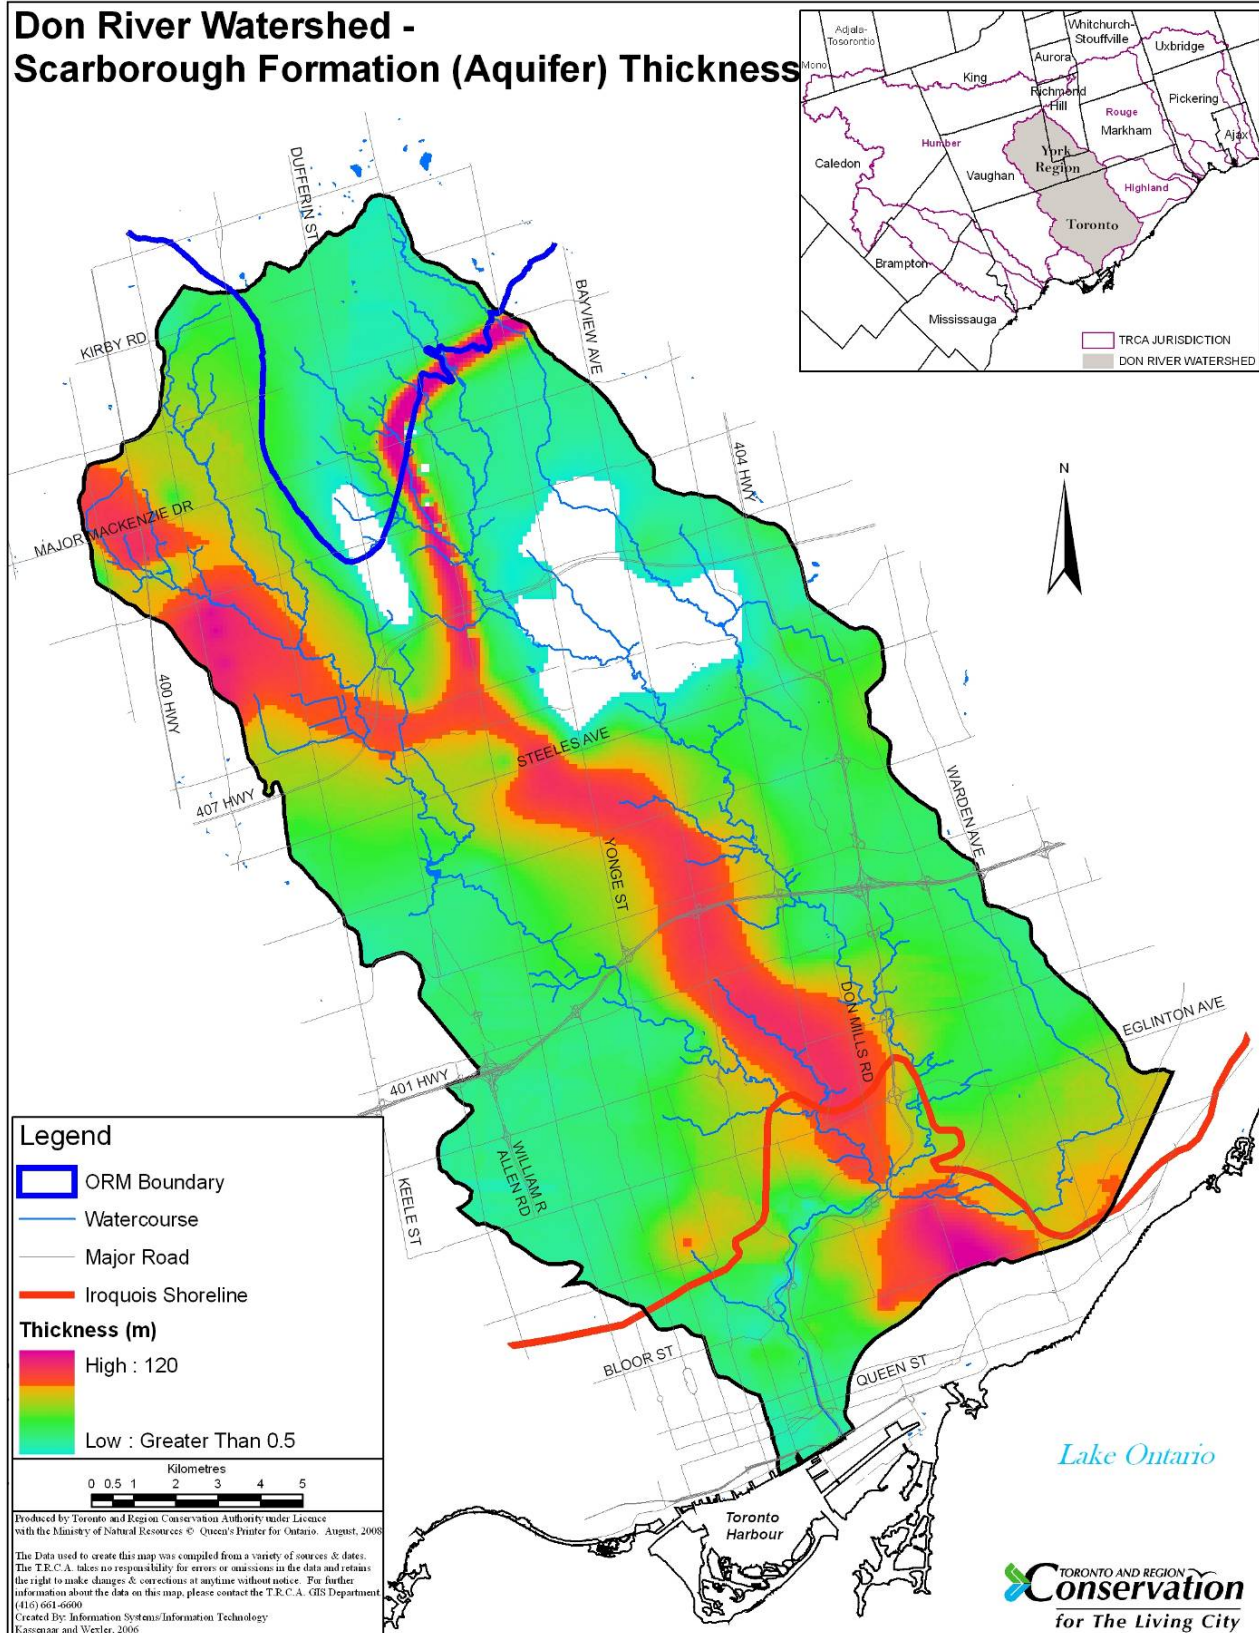 Don River Watershed -
Scarborough Formation (Aquifer) Thickness
Adjala-
Tosorontio
Mono
King
Aurora
Whitchurch-
Stouffville
Uxbridge
Richmond
Hill
Pickering
Rouge
Markham
Ajax
Humber
Caledon
Vaughan
York
Region
Highland
Toronto
Brampton
Mississauga
TRCA JURISDICTION
DON RIVER WATERSHED
DUFFERIN ST
BAYVIEW AVE
KIRBY RD
404 HWY
N
MAJOR MACKENZIE DR
400 HWY
STEELES AVE
407 HWY
WARDEN AVE
YONGE ST
DON MILLS RD
EGLINTON AVE
401 HWY
WILLIAM R
ALLEN RD
KEELE ST
BLOOR ST
QUEEN ST
Lake Ontario
Toronto
Harbour
Legend
ORM Boundary
Watercourse
Major Road
Iroquois Shoreline
Thickness (m)
High : 120
Low : Greater Than 0.5
Kilometres
0 0.5 1 2 3 4 5
Produced by Toronto and Region Conservation Authority under Licence
with the Ministry of Natural Resources © Queen's Printer for Ontario. August, 2008
The Data used to create this map was compiled from a variety of sources & dates.
The T.R.C.A. takes no responsibility for errors or omissions in the data and retains
the right to make changes & corrections at anytime without notice. For further
information about the data on this map, please contact the T.R.C.A. GIS Department
(416) 661-6600
Created By: Information Systems/Information Technology
Kassenaar and Wexler, 2006
TORONTO AND REGION
Conservation
for The Living City